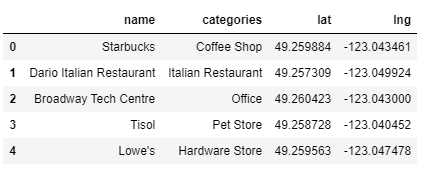 name categories lat lng
0 Starbucks Coffee Shop 49.259884 -123.043461
1 Dario Italian Restaurant Italian Restaurant 49.257309 -123.049924
2 Broadway Tech Centre Office 49.260423 -123.043000
3 Tisol Pet Store 49.258728 -123.040452
4 Lowe's Hardware Store 49.259563 -123.047478